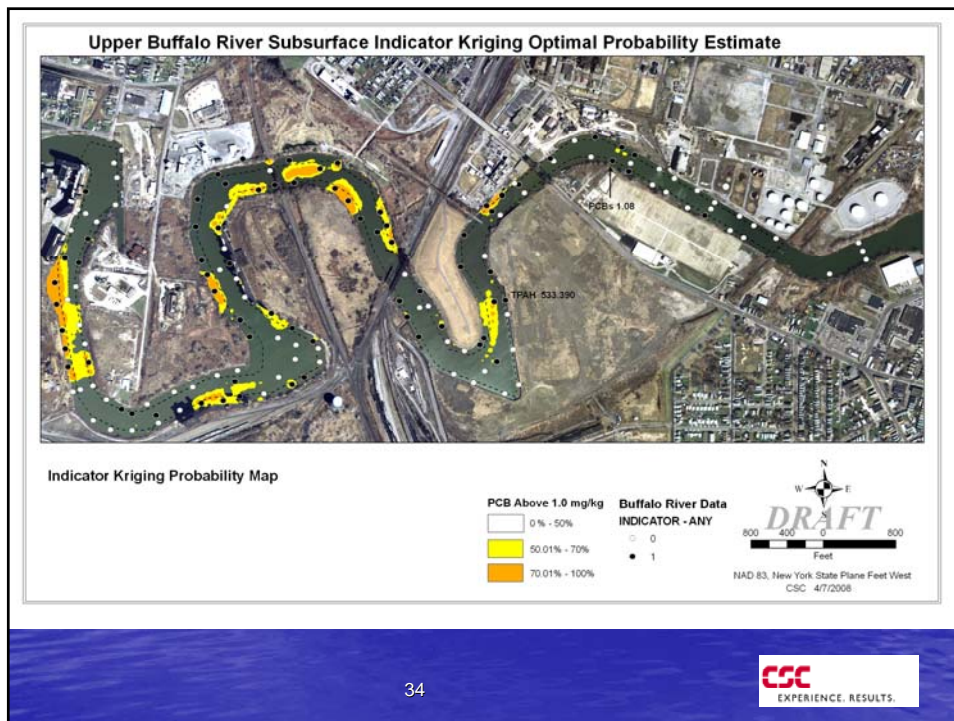 Upper Buffalo River Subsurface Indicator Kriging Optimal Probability Estimate
PCBs 1.08
TPAH 533.390
Indicator Kriging Probability Map
PCB Above 1.0 mg/kg
0 % - 50%
50.01% - 70%
70.01% - 100%
Buffalo River Data
INDICATOR - ANY
0
1
N
W E
S
DRAFT
800 400 0 800
Feet
NAD 83, New York State Plane Feet West
CSC 4/7/2008
34
CSC
EXPERIENCE. RESULTS.